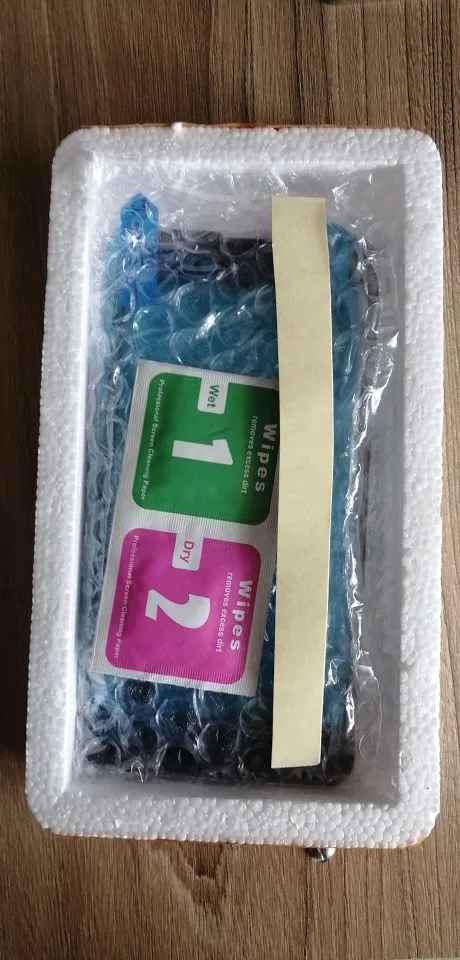 Wipes
removes excess dirt
Wet
1
Professional Screen Cleaning Paper
Wipes
removes excess dirt
Dry
2
Professional Screen Cleaning Paper